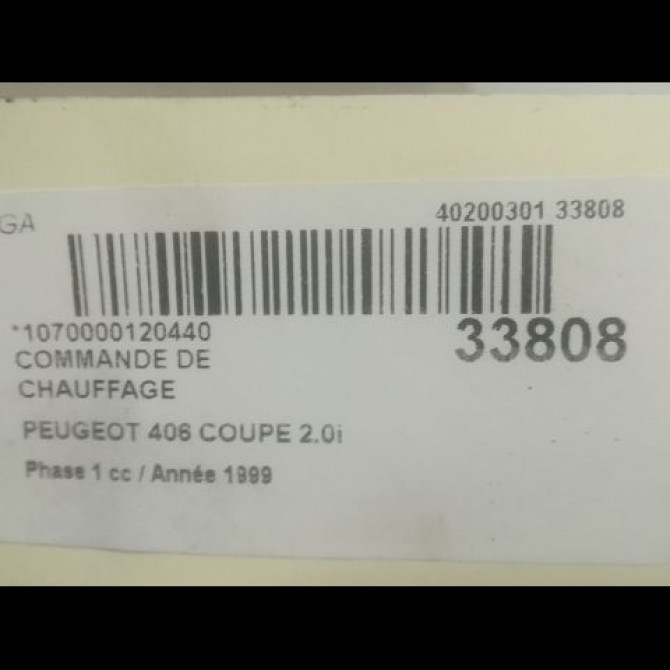 GA
40200301 33808
*1070000120440
33808
COMMANDE DE
CHAUFFAGE
PEUGEOT 406 COUPE 2.0i
Phase 1 cc / Année 1999